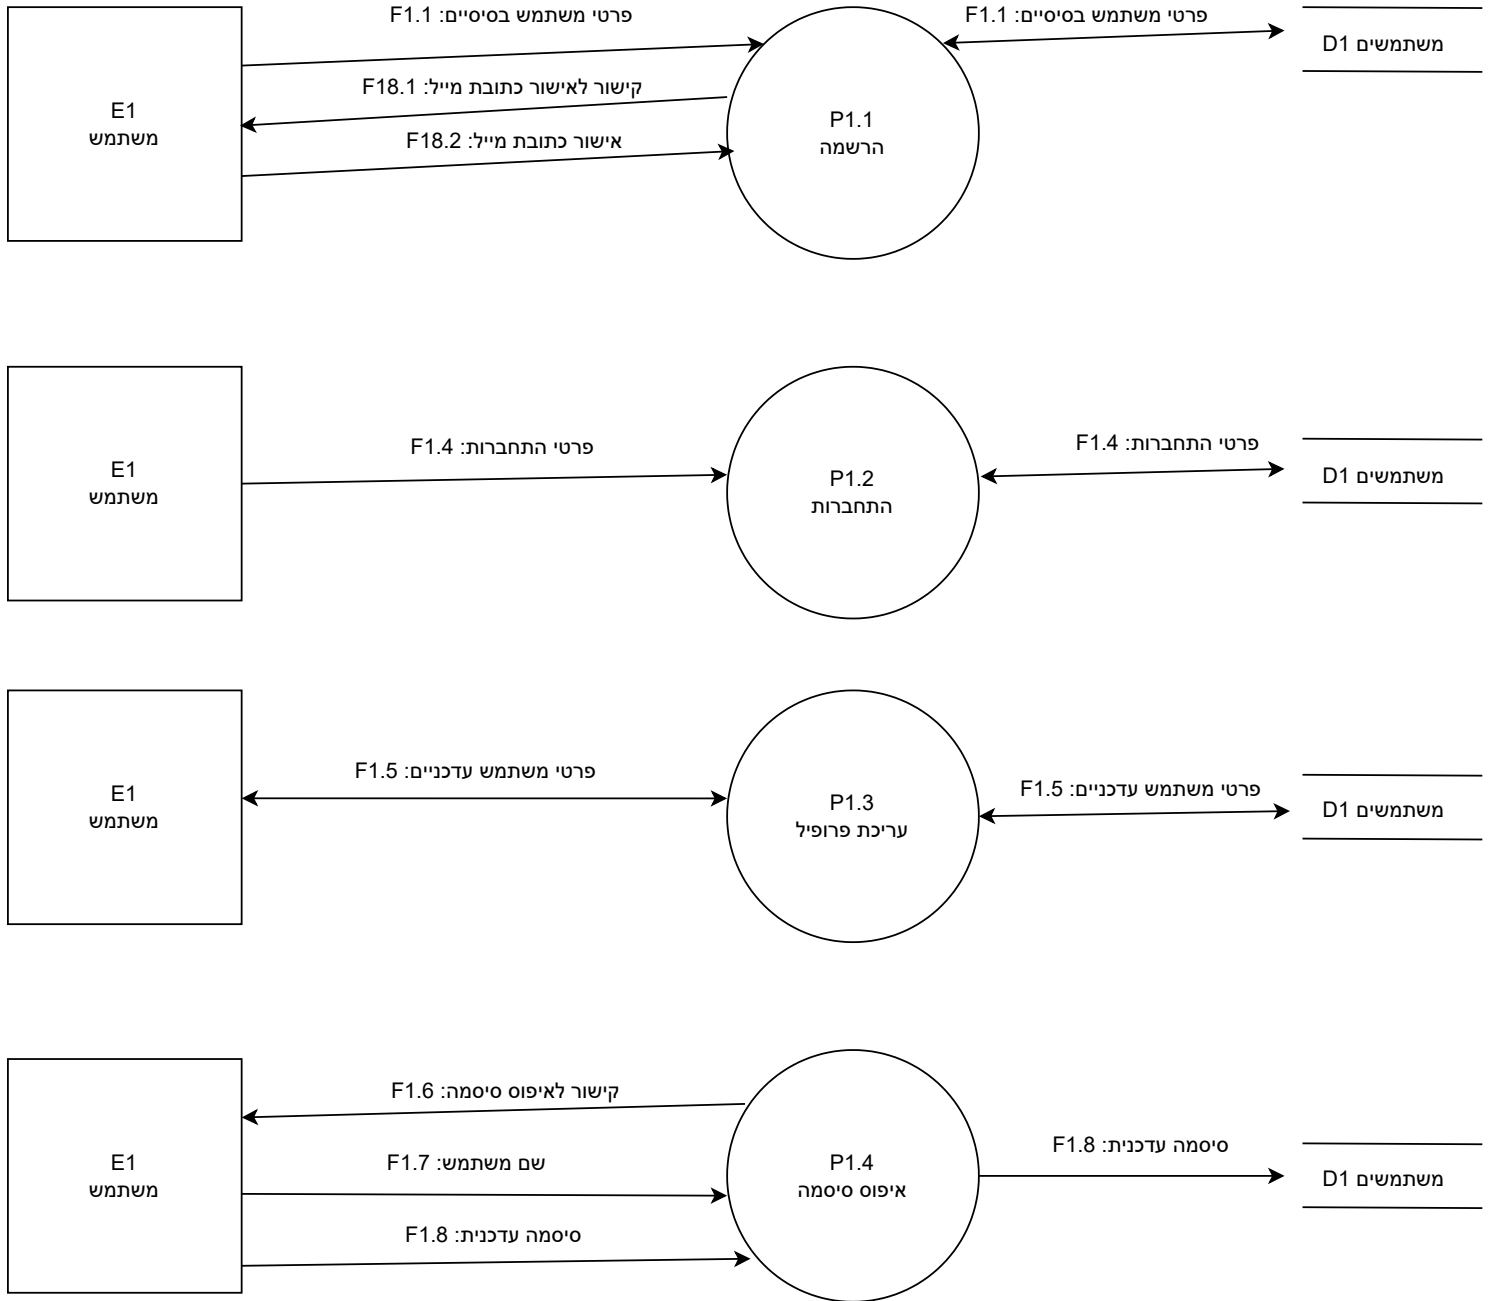 F1.1 :פרטי משתמש בסיסיים
F1.1 :פרטי משתמש בסיסיים
משתמשים D1
E1
משתמש
F18.1 :קישור לאישור כתובת מייל
F18.2 :אישור כתובת מייל
P1.1
הרשמה
E1
משתמש
F1.4 :פרטי התחברות
P1.2
התחברות
F1.4 :פרטי התחברות
משתמשים D1
E1
משתמש
F1.5 :פרטי משתמש עדכניים
P1.3
עריכת פרופיל
F1.5 :פרטי משתמש עדכניים
משתמשים D1
E1
משתמש
F1.6 :קישור לאיפוס סיסמה
F1.7 :שם משתמש
F1.8 :סיסמה עדכנית
P1.4
איפוס סיסמה
F1.8 :סיסמה עדכנית
משתמשים D1